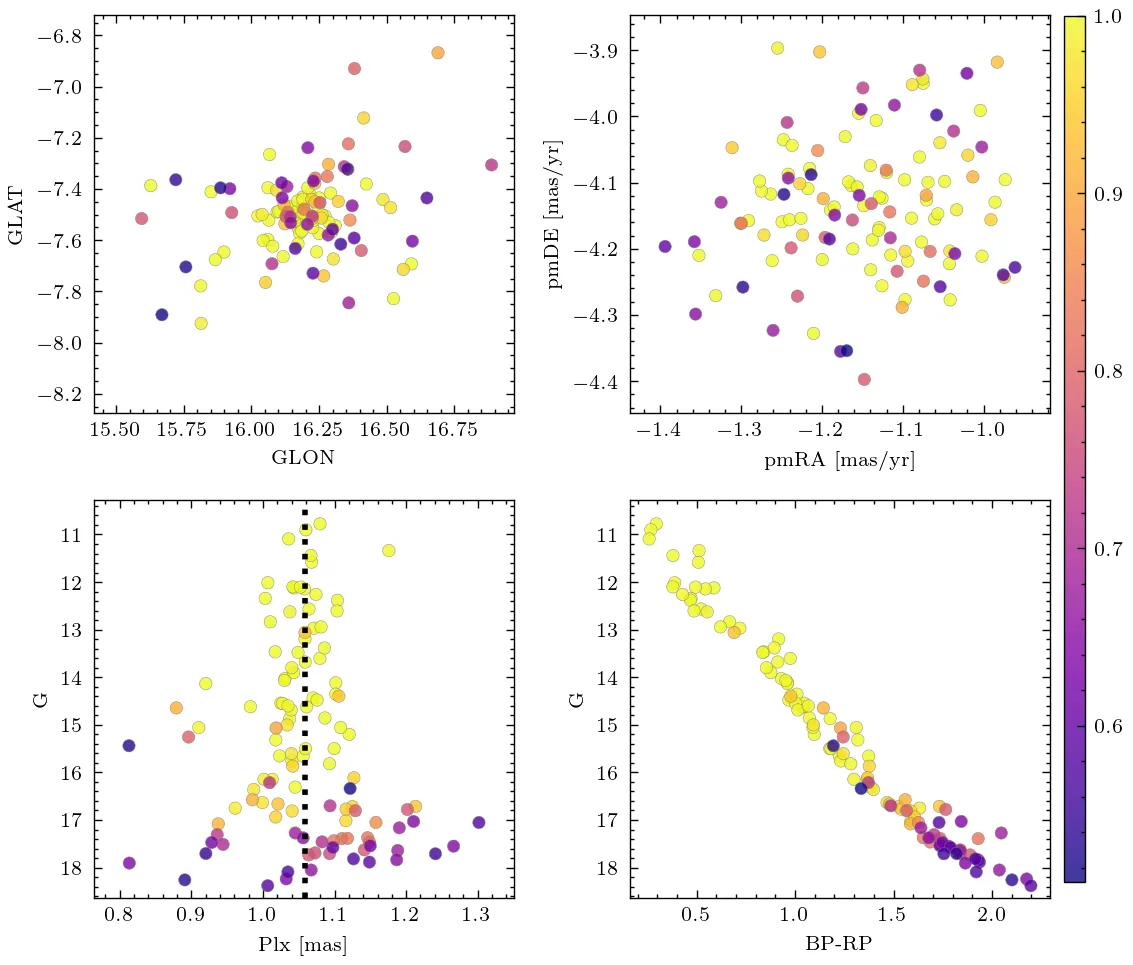 −6.8
−7.0
−7.2
−7.4
−7.6
−7.8
−8.0
−8.2
GLAT
15.50 15.75 16.00 16.25 16.50 16.75
GLON
−3.9
−4.0
−4.1
−4.2
−4.3
−4.4
pmDE [mas/yr]
−1.4 −1.3 −1.2 −1.1 −1.0
pmRA [mas/yr]
11
12
13
14
15
16
17
18
G
0.8 0.9 1.0 1.1 1.2 1.3
Plx [mas]
11
12
13
14
15
16
17
18
G
0.5 1.0 1.5 2.0
BP-RP
1.0
0.9
0.8
0.7
0.6